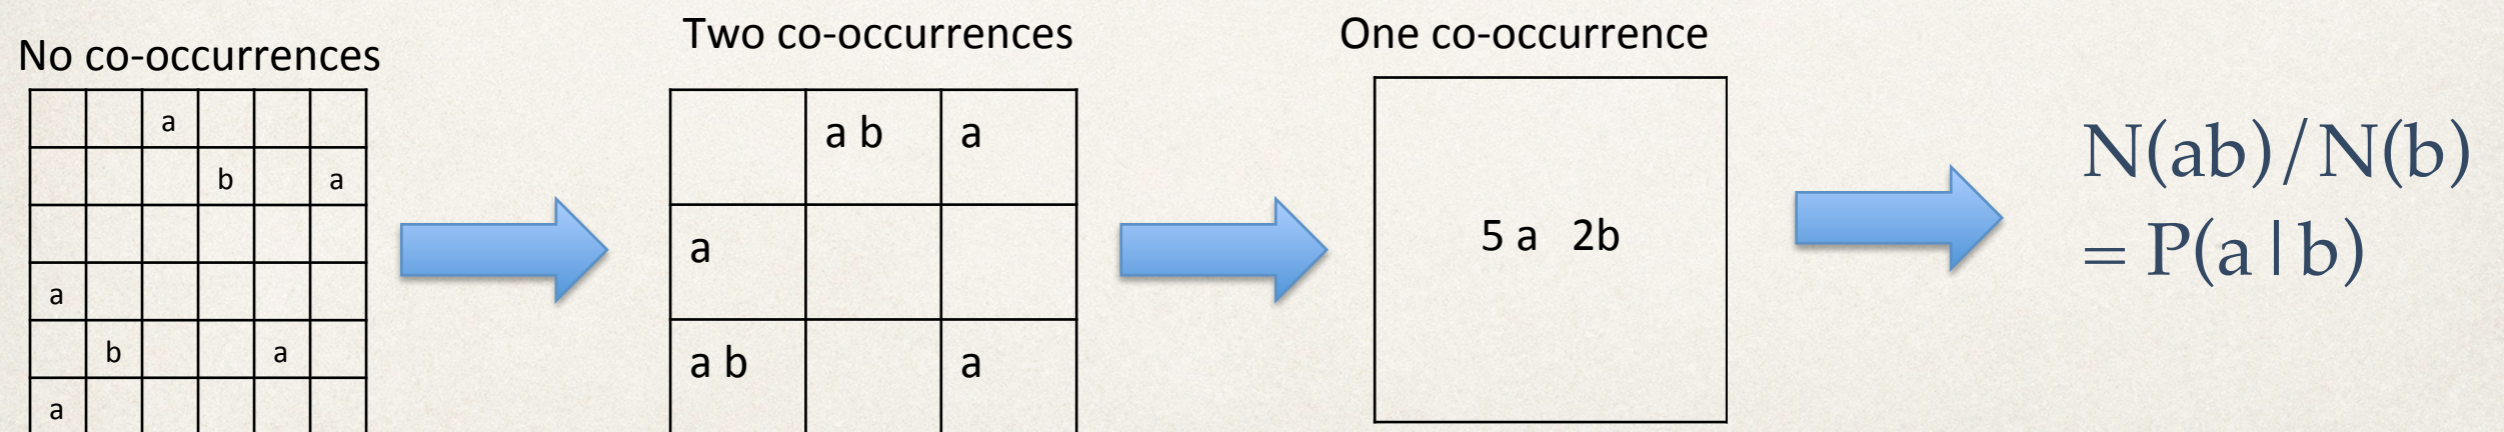 No co-occurrences
a
b a
a
b a
a
Two co-occurrences
a b a
a
a b a
One co-occurrence
5 a 2b
N(ab)/N(b)
= P(a|b)